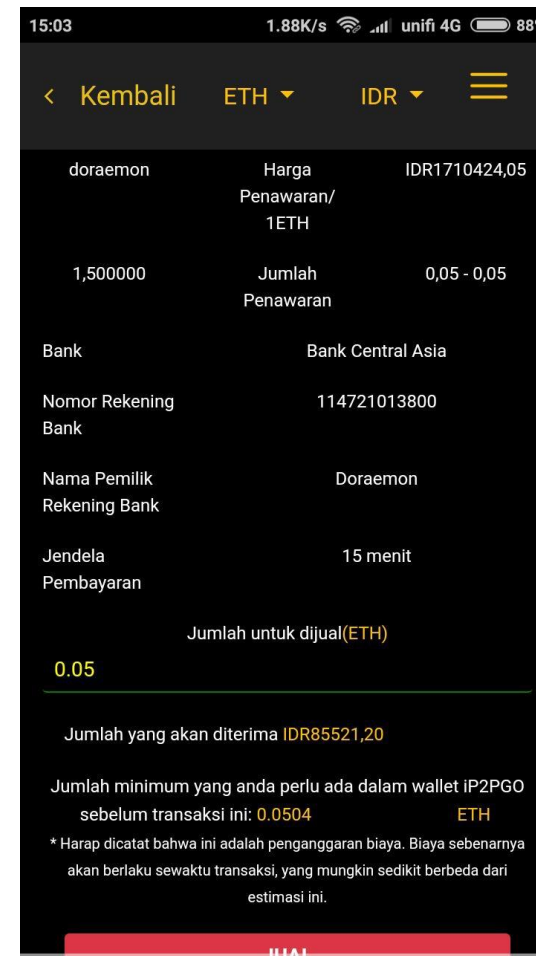 15:03 1.88K/s unifi 4G 88
Kembali ETH IDR
doraemon Harga IDR1710424,05
Penawaran/
1ETH
1,500000 Jumlah 0,05 - 0,05
Penawaran
Bank Bank Central Asia
Nomor Rekening 114721013800
Bank
Nama Pemilik Doraemon
Rekening Bank
Jendela 15 menit
Pembayaran
Jumlah untuk dijual(ETH)
0.05
Jumlah yang akan diterima IDR85521,20
Jumlah minimum yang anda perlu ada dalam wallet iP2PGO
sebelum transaksi ini: 0.0504 ETH
* Harap dicatat bahwa ini adalah penganggaran biaya. Biaya sebenarnya
akan berlaku sewaktu transaksi, yang mungkin sedikit berbeda dari
estimasi ini.
JUAL